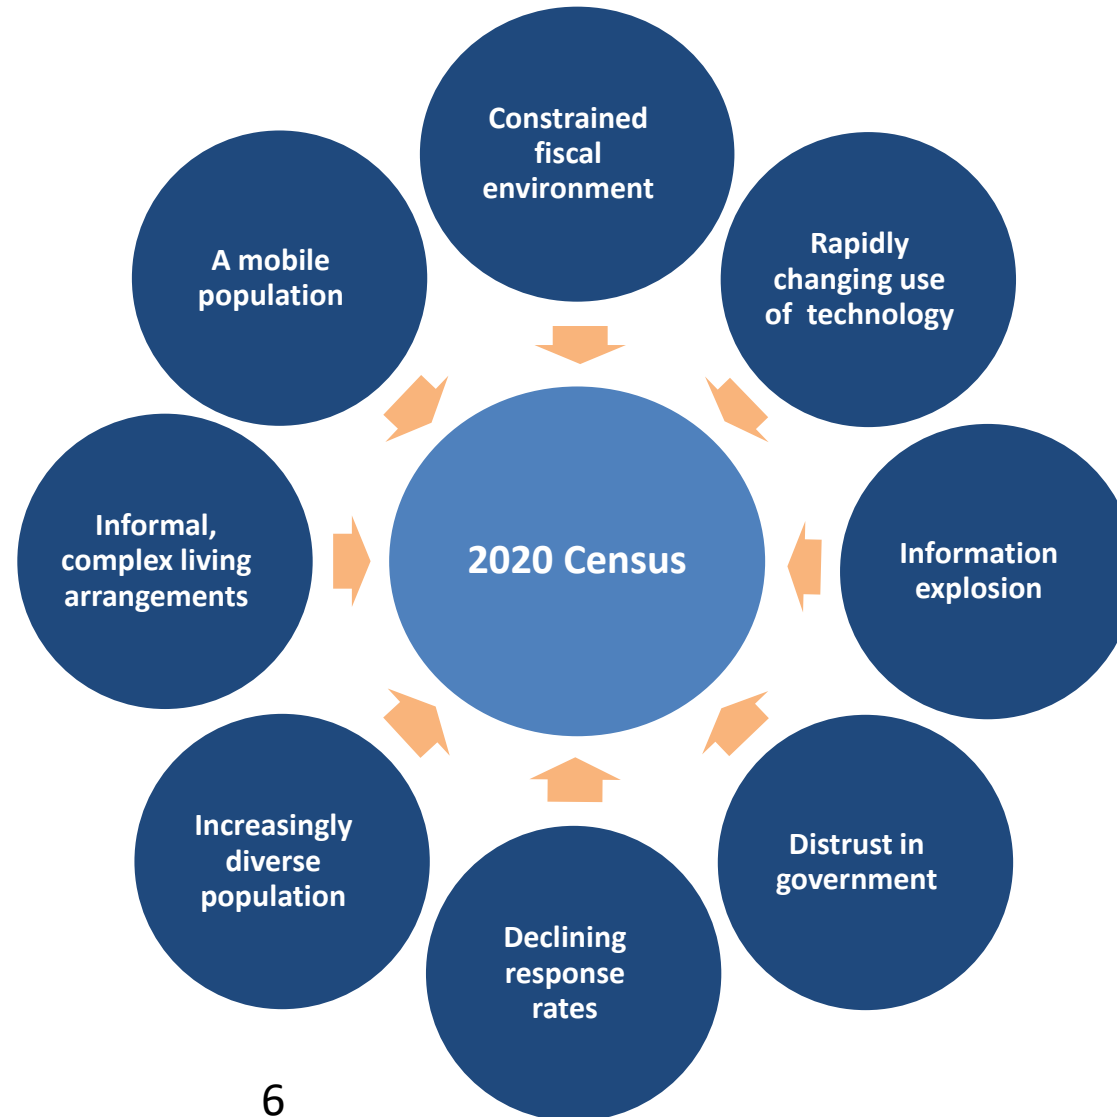 Constrained
fiscal
environment
Rapidly
changing use
of  technology
Information
explosion
Distrust in
government
Declining
response
rates
Increasingly
diverse
population
Informal,
complex living
arrangements
A mobile
population
2020 Census
6